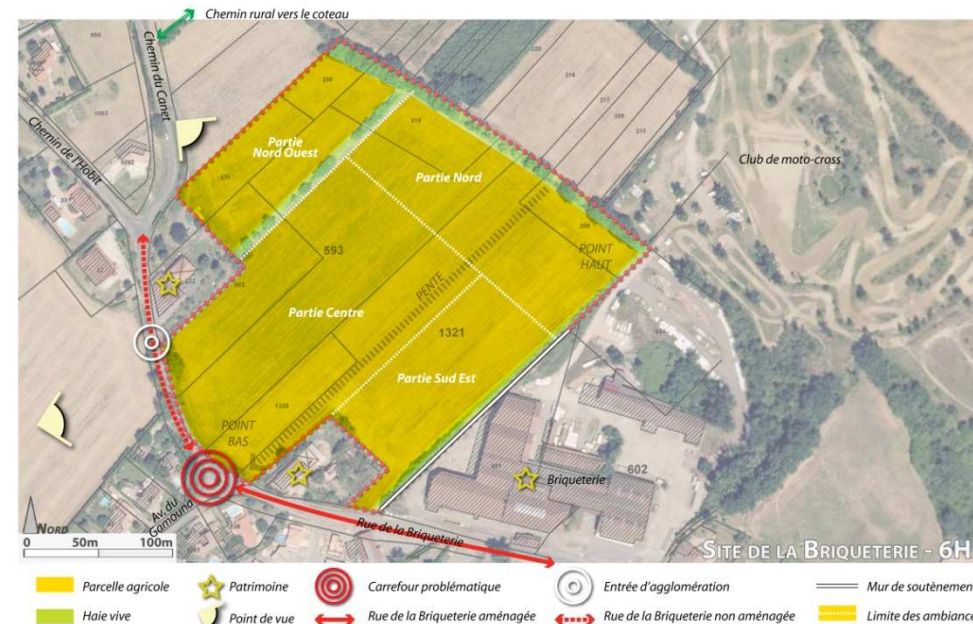 Chemin rural vers le coteau
Chemin du Canet
Chemin de l'Hobit
Partie
Nord Ouest
Partie Nord
Club de moto-cross
POINT
HAUT
593
PENTE
Partie Centre
1321
Partie Sud Est
1320
POINT
BAS
602
Briqueterie
Av. du
Gamouna
Rue de la Briqueterie
NORD
0 50m 100m
SITE DE LA BRIQUETERIE - 6H
Parcelle agricole
Patrimoine
Carrefour problématique
Entrée d'agglomération
Mur de soutènemen
Haie vive
Point de vue
Rue de la Briqueterie aménagée
Rue de la Briqueterie non aménagée
Limite des ambiance